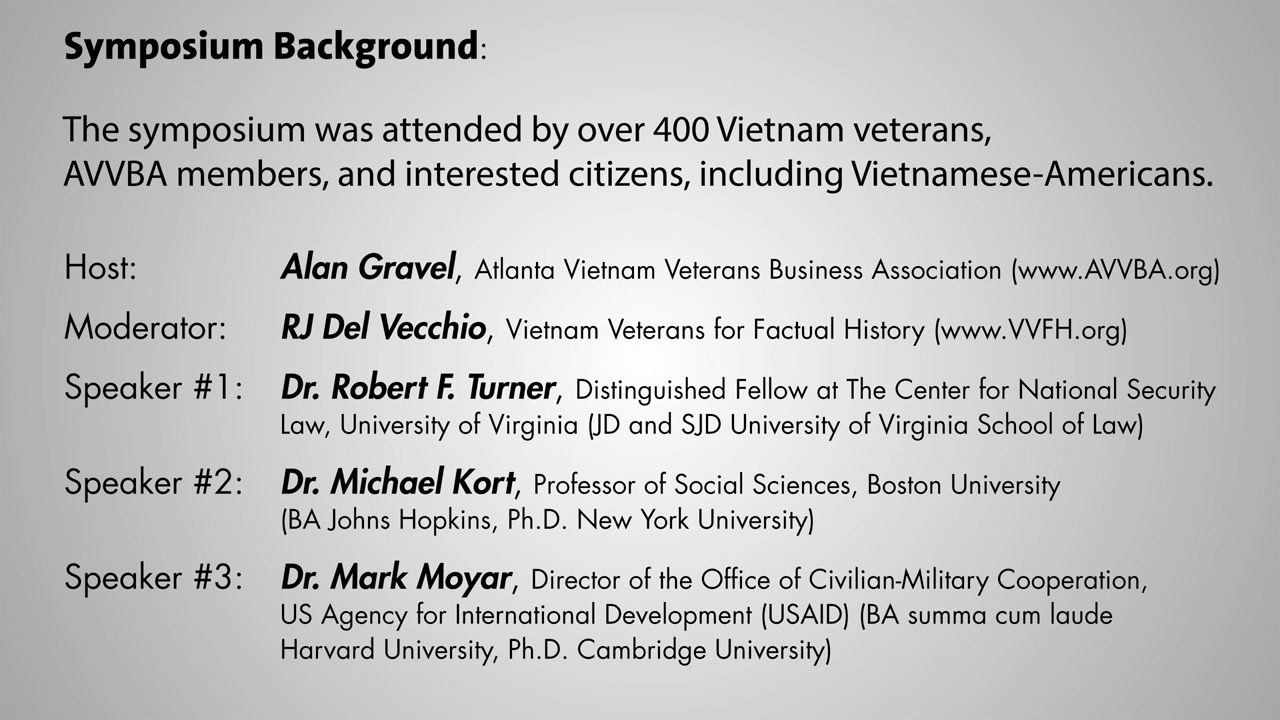 Symposium Background:
The symposium was attended by over 400 Vietnam veterans,
AVVBA members, and interested citizens, including Vietnamese-Americans.
Host: Alan Gravel, Atlanta Vietnam Veterans Business Association (www.AVVBA.org)
Moderator: RJ Del Vecchio, Vietnam Veterans for Factual History (www.VVFH.org)
Speaker #1: Dr. Robert F. Turner, Distinguished Fellow at The Center for National Security
Law, University of Virginia (JD and SJD University of Virginia School of Law)
Speaker #2: Dr. Michael Kort, Professor of Social Sciences, Boston University
(BA Johns Hopkins, Ph.D. New York University)
Speaker #3: Dr. Mark Moyar, Director of the Office of Civilian-Military Cooperation,
US Agency for International Development (USAID) (BA summa cum laude
Harvard University, Ph.D. Cambridge University)